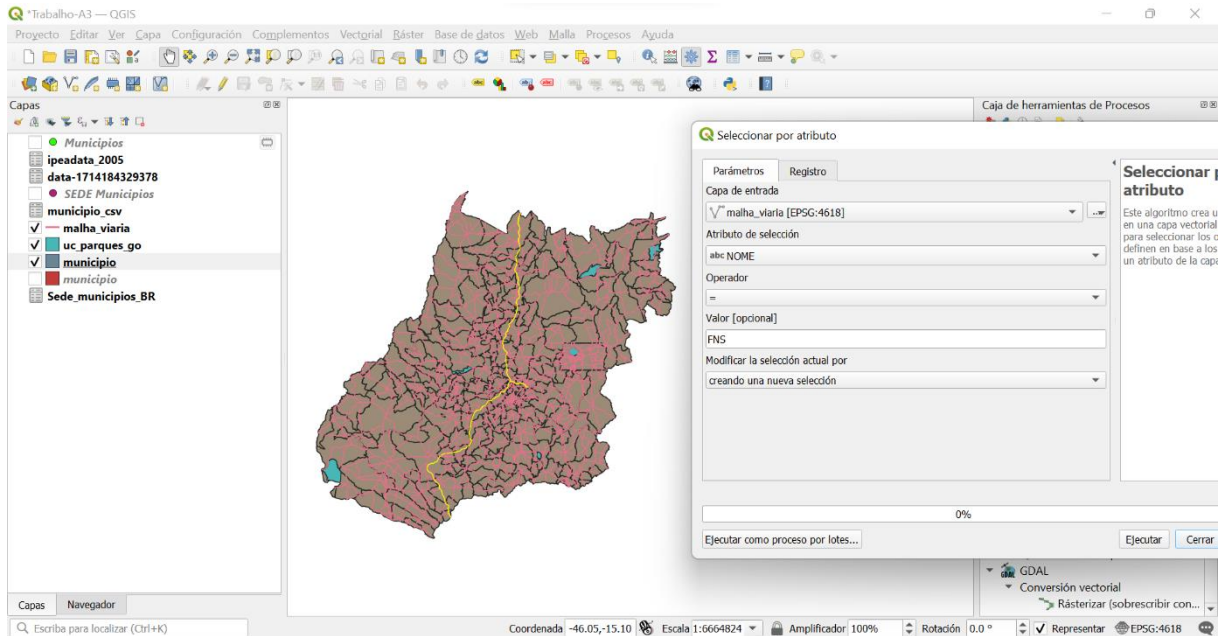 *Trabalho-A3 — QGIS
Proyecto Editar Ver Capa Configuración Complementos Vectorial Ráster Base de datos Web Malla Procesos Ayuda
Capas
Municipios
ipeadata_2005
data-1714184329378
SEDE Municipios
municipio_csv
malha_viaria
uc_parques_go
municipio
municipio
Sede_municipios_BR
Capas Navegador
Escriba para localizar (Ctrl+K)
Caja de herramientas de Procesos
Seleccionar por atributo
Parámetros Registro
Capa de entrada
malha_viaria [EPSG:4618]
Atributo de selección
abc NOME
Operador
=
Valor [opcional]
FNS
Modificar la selección actual por
creando una nueva selección
0%
Ejecutar como proceso por lotes...
Ejecutar Cerrar
Seleccionar p
atributo
Este algoritmo crea u
en una capa vectorial
para seleccionar los o
definen en base a los
un atributo de la capa
GDAL
Conversión vectorial
Rásterizar (sobrescribir con...
Coordenada -46.05,-15.10 Escala 1:6664824 Amplificador 100% Rotación 0.0 ° Representar EPSG:4618